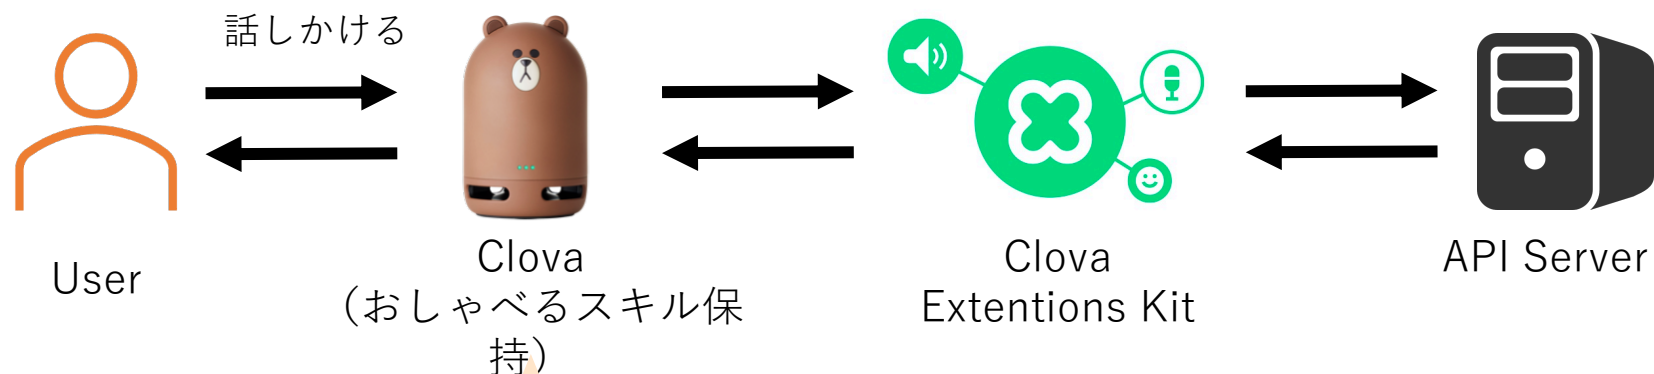 話しかける
User
Clova
(おしゃべるスキル保
持)
Clova
Extentions Kit
API Server